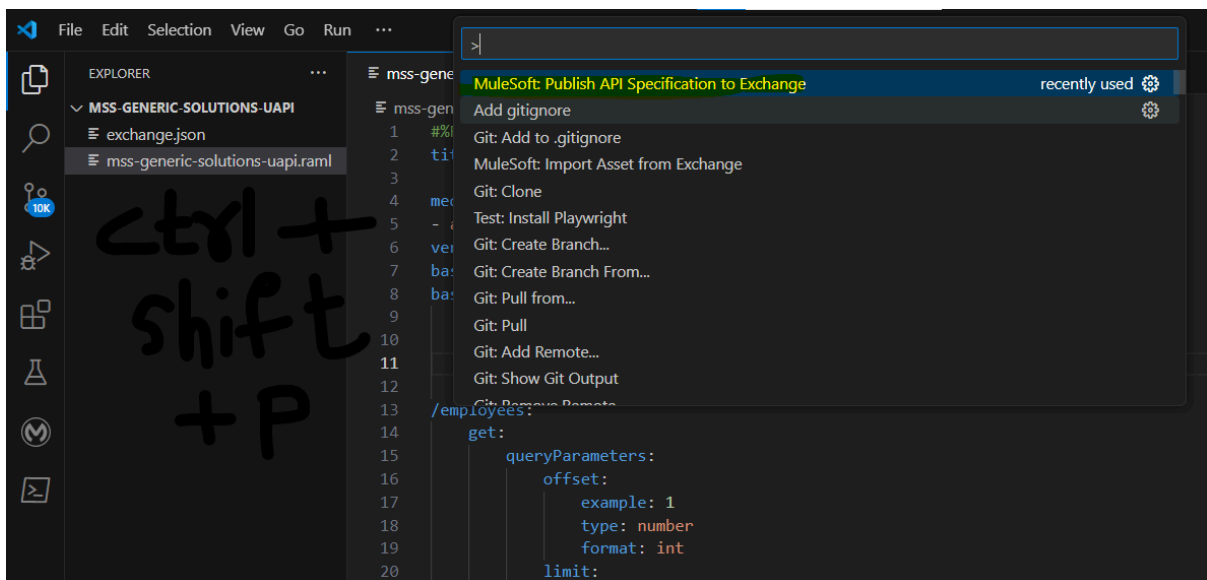 File Edit Selection View Go Run ···
>
EXPLORER ···
MSS-GENERIC-SOLUTIONS-UAPI
exchange.json
mss-generic-solutions-uapi.raml
10K
ctrl +
shift
+ P
mss-gene
mss-gen
MuleSoft: Publish API Specification to Exchange recently used
Add gitignore
Git: Add to .gitignore
MuleSoft: Import Asset from Exchange
Git: Clone
Test: Install Playwright
Git: Create Branch...
Git: Create Branch From...
Git: Pull from...
Git: Pull
Git: Add Remote...
Git: Show Git Output
Git: Remove Remote
1 #%
2 tit
3
4 med
5 - a
6 ver
7 bas
8 bas
9
10
11
12
13 /employees:
14 get:
15 queryParameters:
16 offset:
17 example: 1
18 type: number
19 format: int
20 limit: